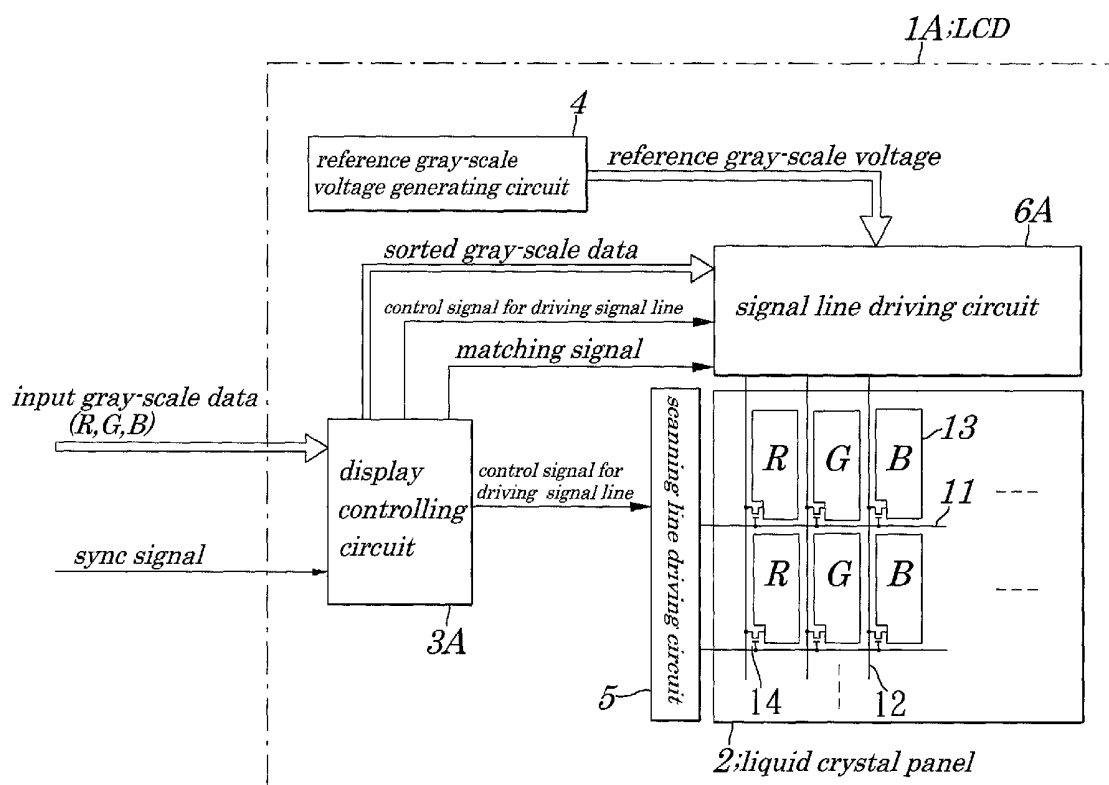 1A;LCD
4
reference gray-scale
voltage generating circuit
reference gray-scale voltage
6A
sorted gray-scale data
control signal for driving signal line
signal line driving circuit
matching signal
input gray-scale data
(R,G,B)
display
controlling
circuit
control signal for
driving signal line
sync signal
3A
scanning line driving circuit
5
R G B
13
11
R G B
14
12
2;liquid crystal panel